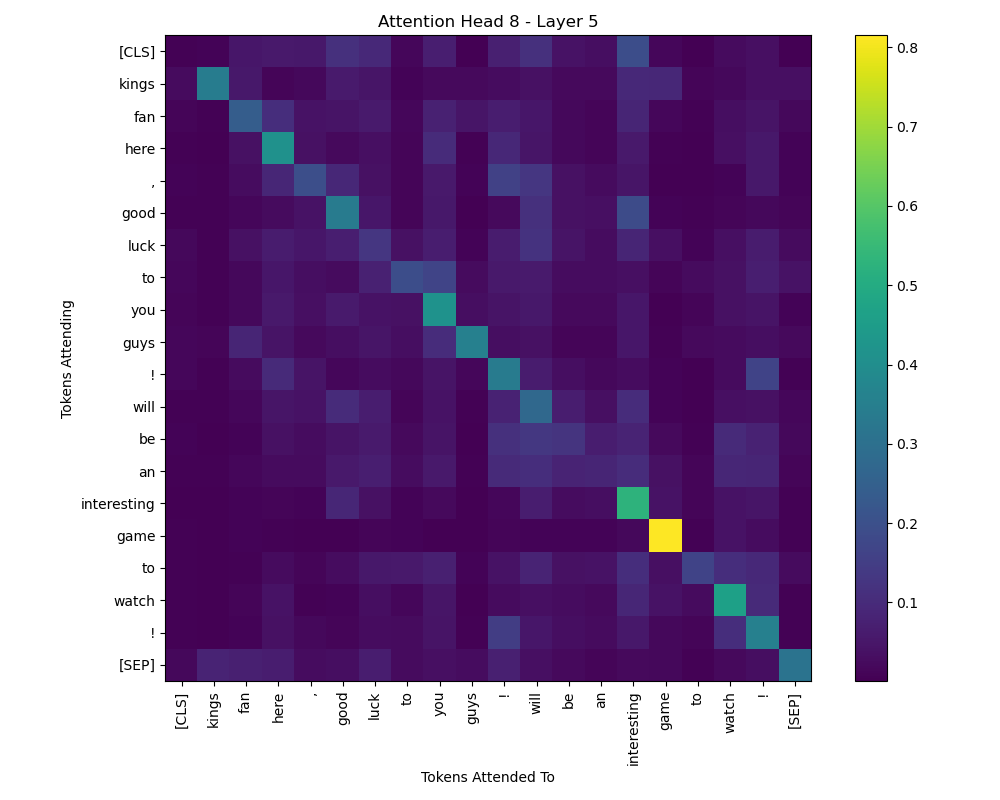 Attention Head 8 - Layer 5
Tokens Attending
[CLS]
kings
fan
here
,
good
luck
to
you
guys
!
will
be
an
interesting
game
to
watch
!
[SEP]
[CLS]
kings
fan
here
,
good
luck
to
you
guys
!
will
be
an
interesting
game
to
watch
!
[SEP]
Tokens Attended To
0.8
0.7
0.6
0.5
0.4
0.3
0.2
0.1